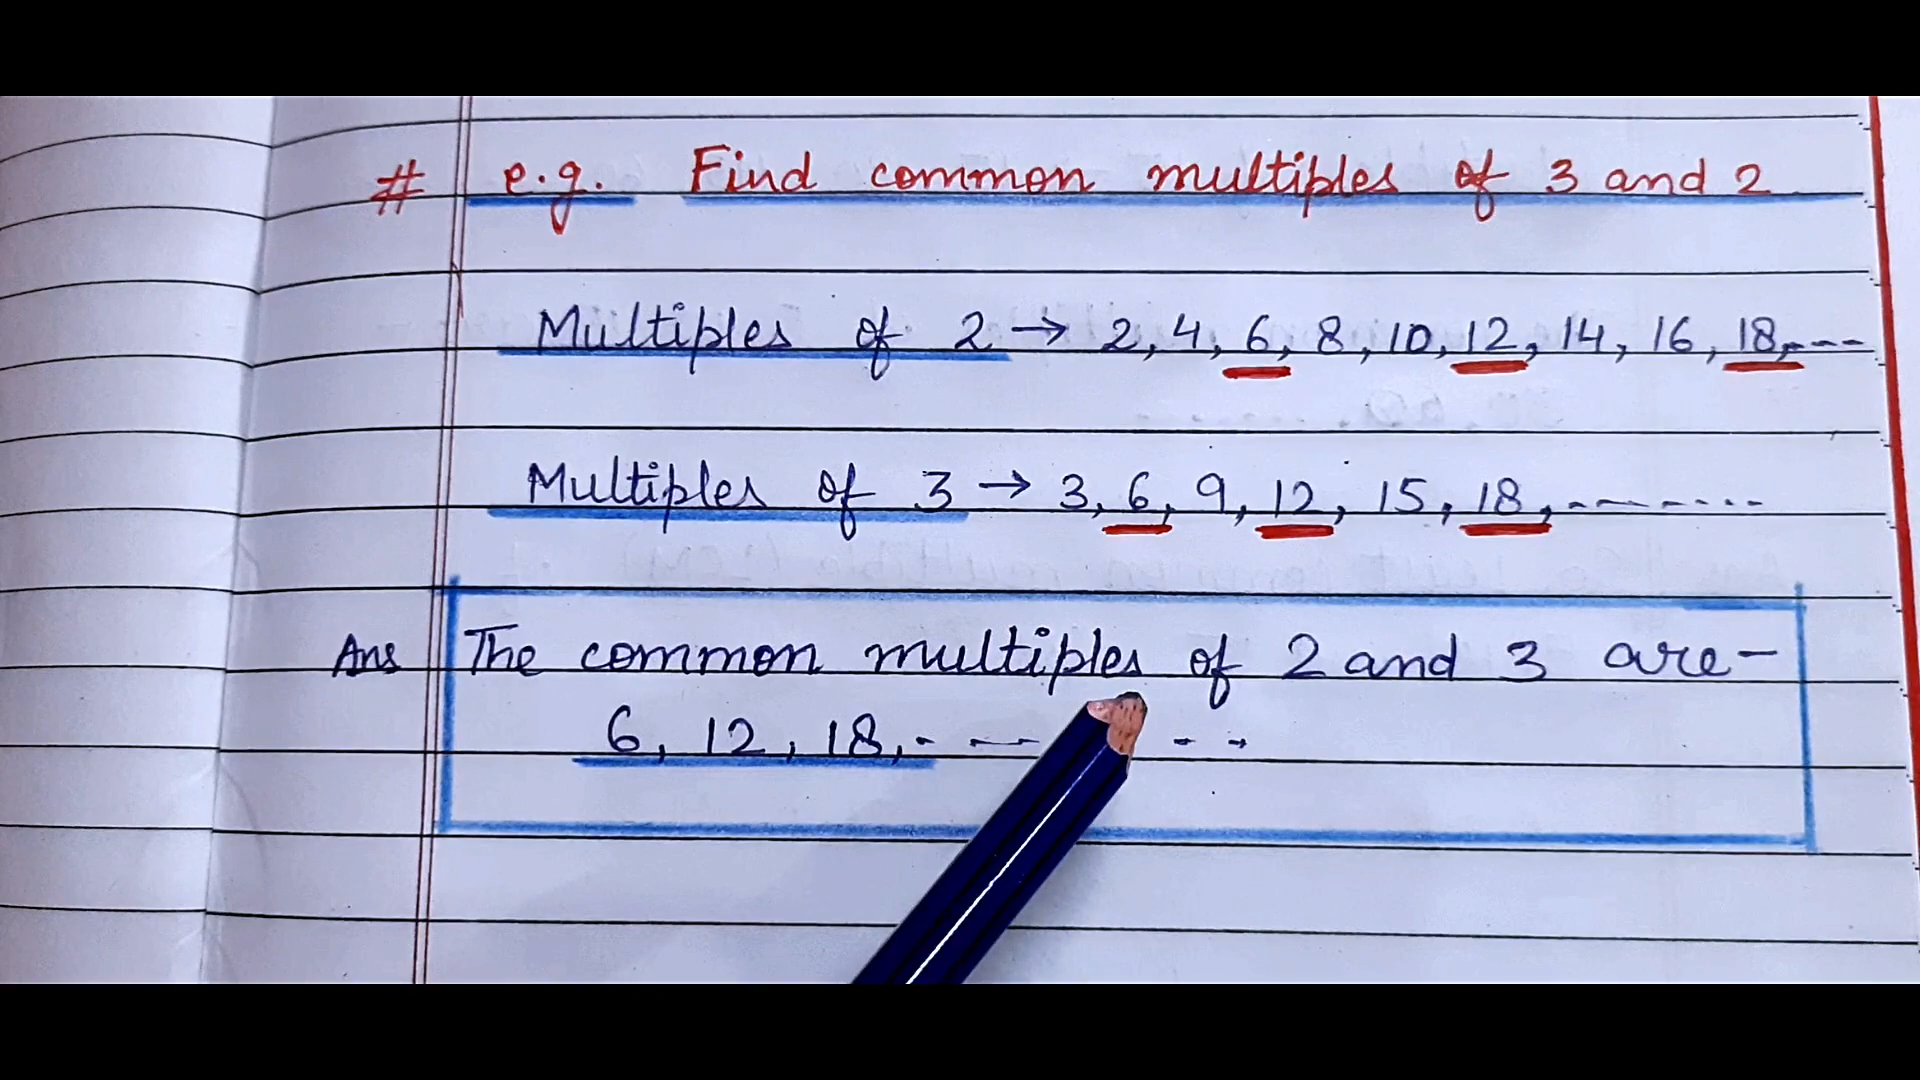 # e.g. Find common multiples of 3 and 2
Multiples of 2 → 2, 4, 6, 8, 10, 12, 14, 16, 18,---
Multiples of 3 → 3, 6, 9, 12, 15, 18,-------
Ans The common multiples of 2 and 3 are-
6, 12, 18,- -- - -